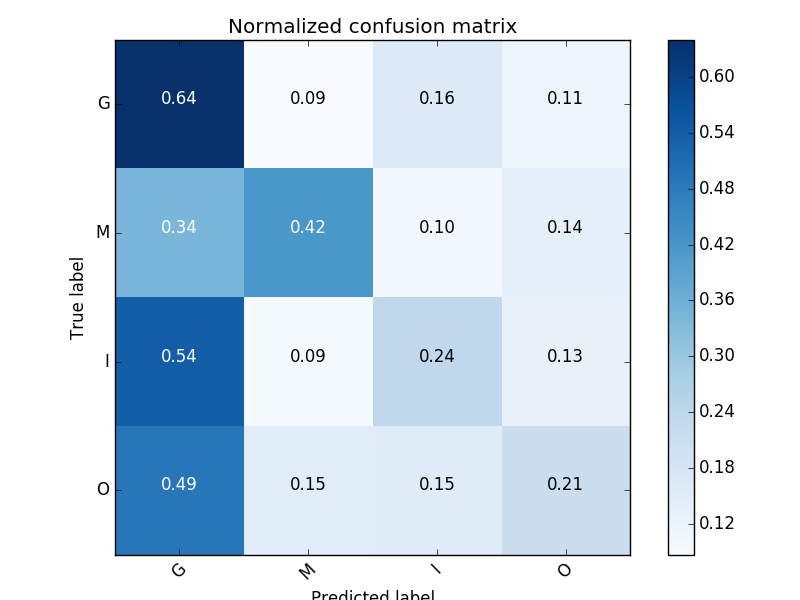 Normalized confusion matrix
G 0.64 0.09 0.16 0.11
M 0.34 0.42 0.10 0.14
I 0.54 0.09 0.24 0.13
O 0.49 0.15 0.15 0.21
G M I O
True label
Predicted label
0.60
0.54
0.48
0.42
0.36
0.30
0.24
0.18
0.12